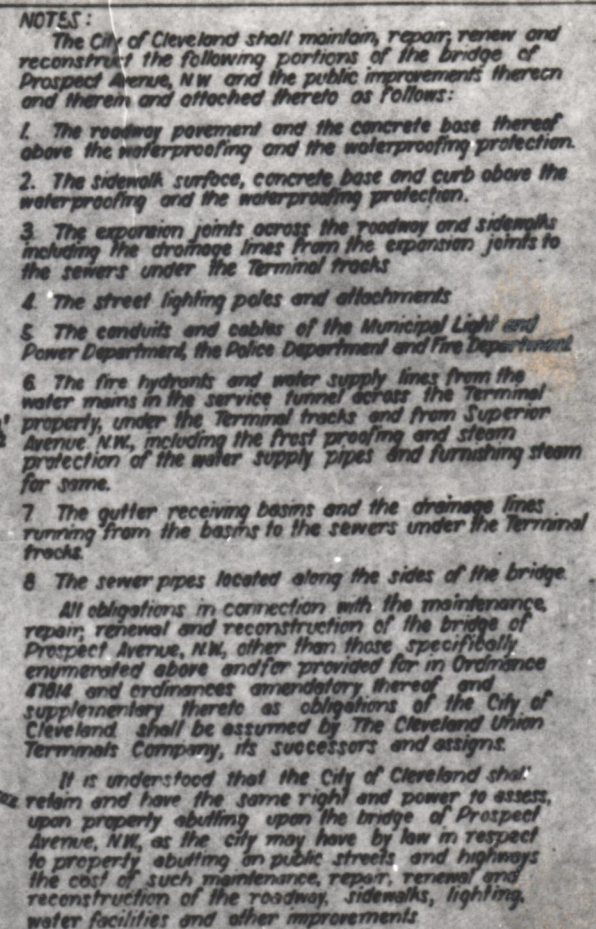 NOTES:
The City of Cleveland shall maintain, repair, renew and
reconstruct the following portions of the bridge of
Prospect Avenue, N.W. and the public improvements thereon
and therein and attached thereto as follows:
1. The roadway pavement and the concrete base thereof
above the waterproofing and the waterproofing protection.
2. The sidewalk surface, concrete base and curb above the
waterproofing and the waterproofing protection.
3 The expansion joints across the roadway and sidewalks
including the drainage lines from the expansion joints to
the sewers under the Terminal tracks
4 The street lighting poles and attachments
5 The conduits and cables of the Municipal Light and
Power Department, the Police Department and Fire Department
6 The fire hydrants and water supply lines from the
water mains in the service tunnel across the Terminal
property, under the Terminal tracks and from Superior
Avenue N.W., including the frost proofing and steam
protection of the water supply pipes and furnishing steam
for same.
7 The gutter receiving basins and the drainage lines
running from the basins to the sewers under the Terminal
tracks.
8 The sewer pipes located along the sides of the bridge.
All obligations in connection with the maintenance,
repair, renewal and reconstruction of the bridge of
Prospect Avenue, N.W., other than those specifically
enumerated above and/or provided for in Ordinance
47814 and ordinances amendatory thereof and
supplementary thereto as obligations of the City of
Cleveland shall be assumed by The Cleveland Union
Terminals Company, its successors and assigns.
It is understood that the City of Cleveland shall
retain and have the same right and power to assess,
upon property abutting upon the bridge of Prospect
Avenue, N.W., as the city may have by law in respect
to property abutting on public streets and highways
the cost of such maintenance, repair, renewal and
reconstruction of the roadway, sidewalks, lighting,
water facilities and other improvements